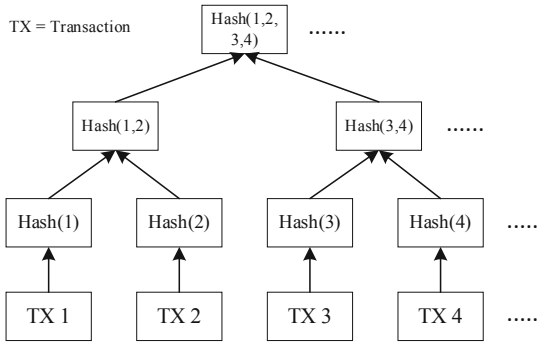 TX = Transaction
Hash(1,2,
3,4)
......
Hash(1,2)
Hash(3,4)
......
Hash(1)
Hash(2)
Hash(3)
Hash(4)
.....
TX 1
TX 2
TX 3
TX 4
.....